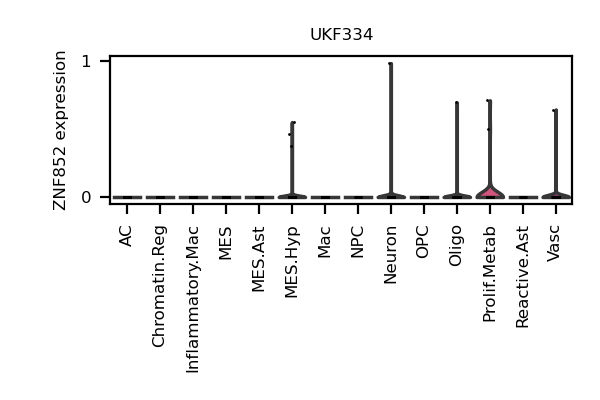 UKF334
ZNF852 expression
1
0
AC
Chromatin.Reg
Inflammatory.Mac
MES
MES.Ast
MES.Hyp
Mac
NPC
Neuron
OPC
Oligo
Prolif.Metab
Reactive.Ast
Vasc